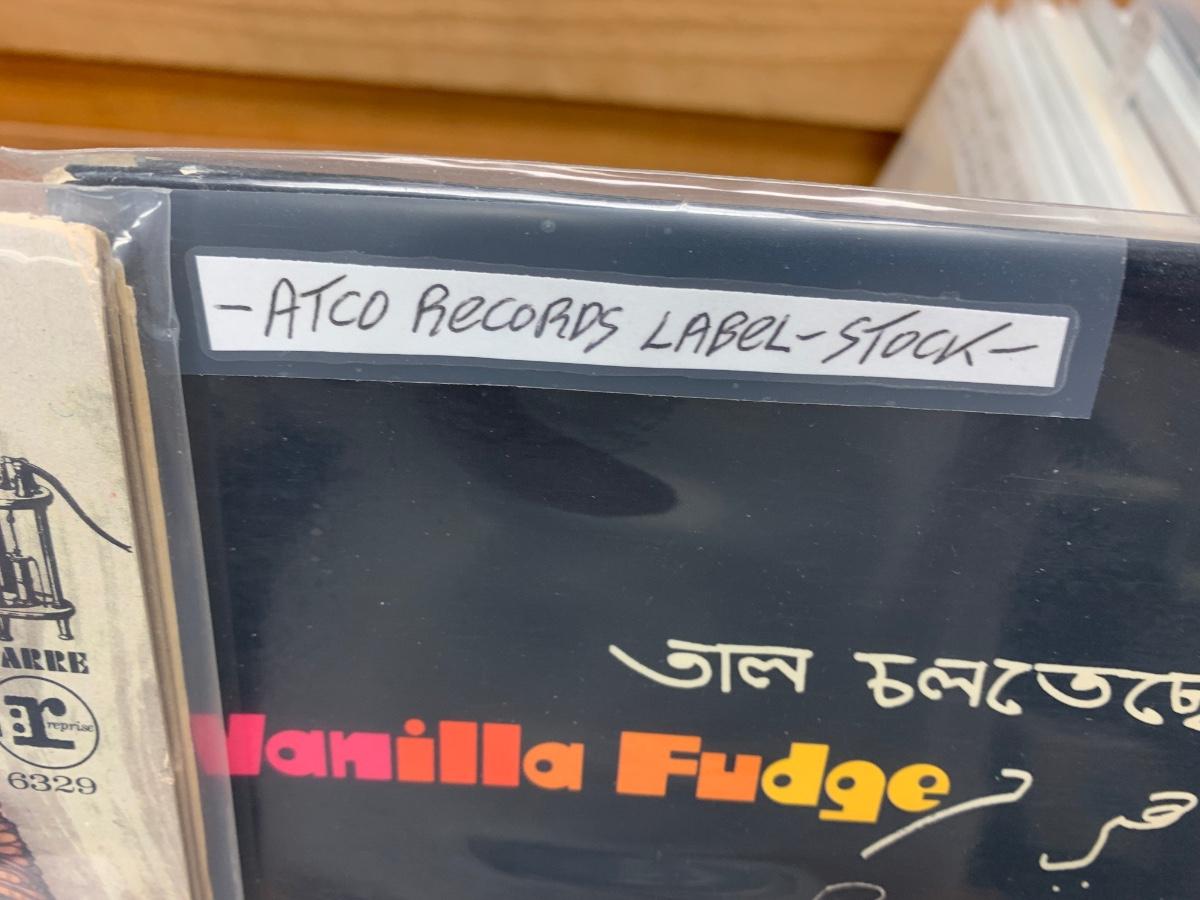 -ATCO RECORDS LABEL-STOCK-
তাল চলতেছে
Vanilla Fudge
ARRE
r
reprise
6329